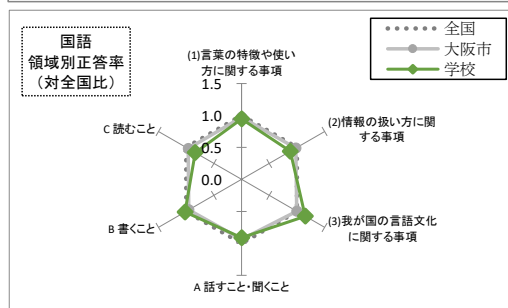 国語
領域別正答率
（対全国比）
全国
大阪市
学校
(1)言葉の特徴や使い
方に関する事項
1.5
1.0
0.5
0.0
(2)情報の扱い方に関
する事項
(3)我が国の言語文化
に関する事項
A 話すこと・聞くこと
B 書くこと
C 読むこと